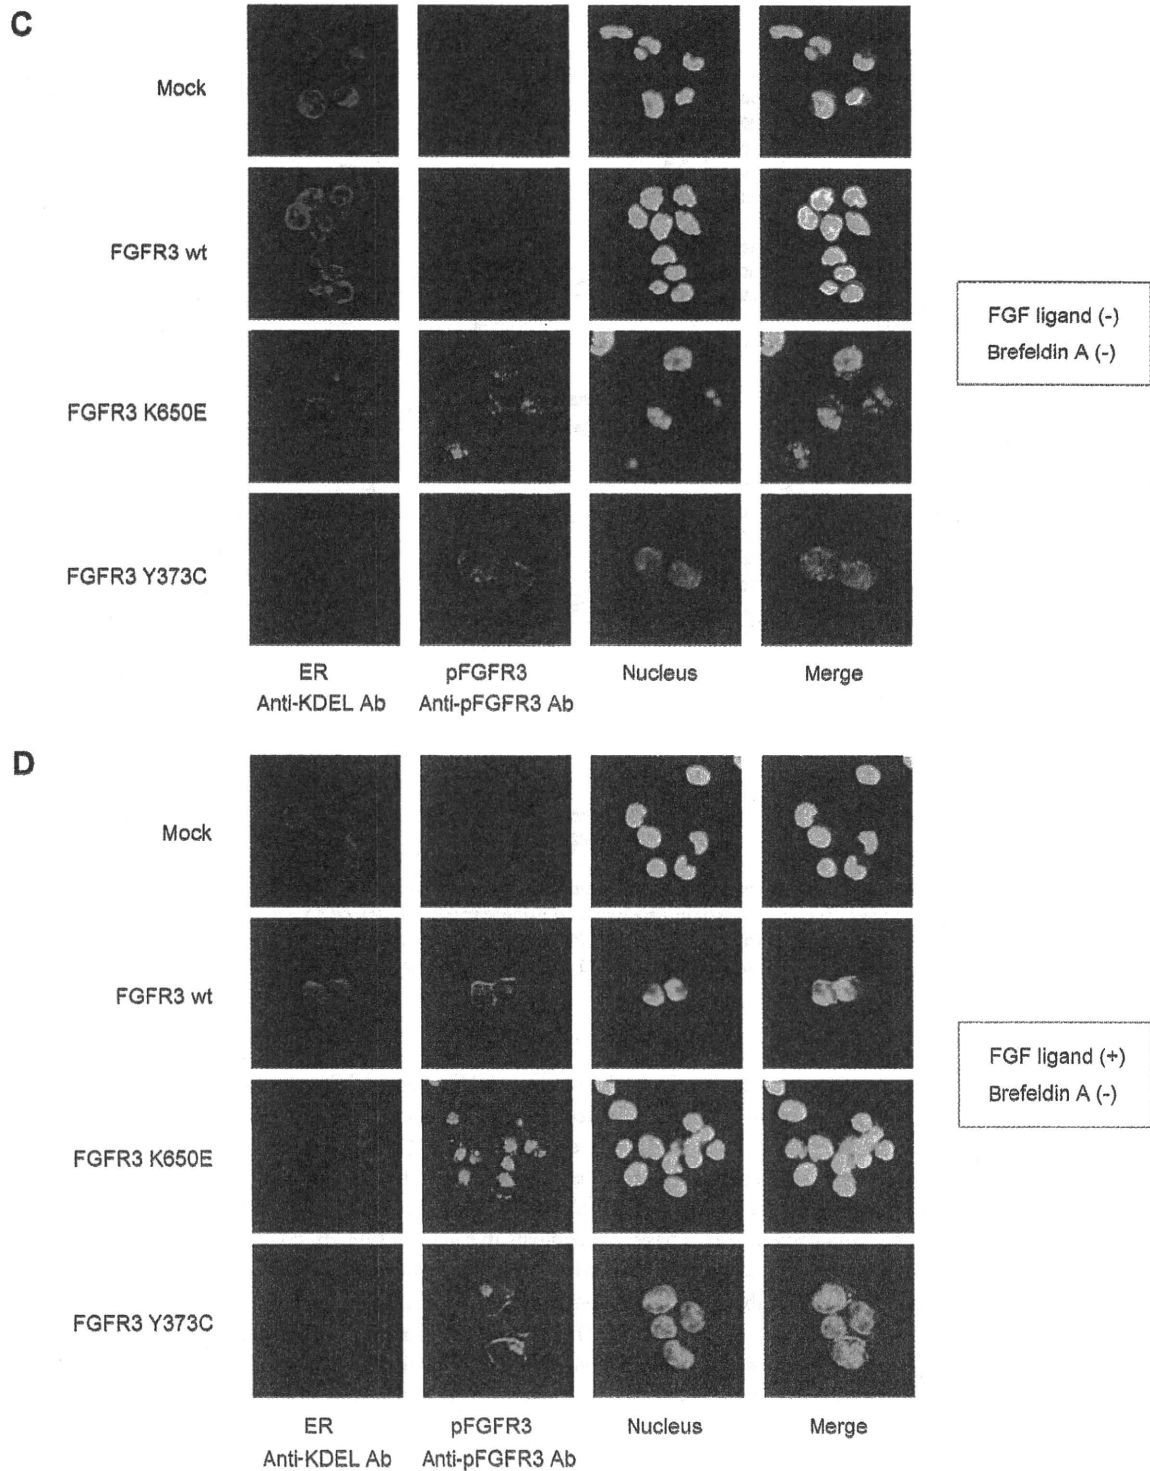 C
Mock
FGFR3 wt
FGF ligand (-)
Brefeldin A (-)
FGFR3 K650E
FGFR3 Y373C
ER
Anti-KDEL Ab
pFGFR3
Anti-pFGFR3 Ab
Nucleus
Merge
D
Mock
FGFR3 wt
FGF ligand (+)
Brefeldin A (-)
FGFR3 K650E
FGFR3 Y373C
ER
Anti-KDEL Ab
pFGFR3
Anti-pFGFR3 Ab
Nucleus
Merge